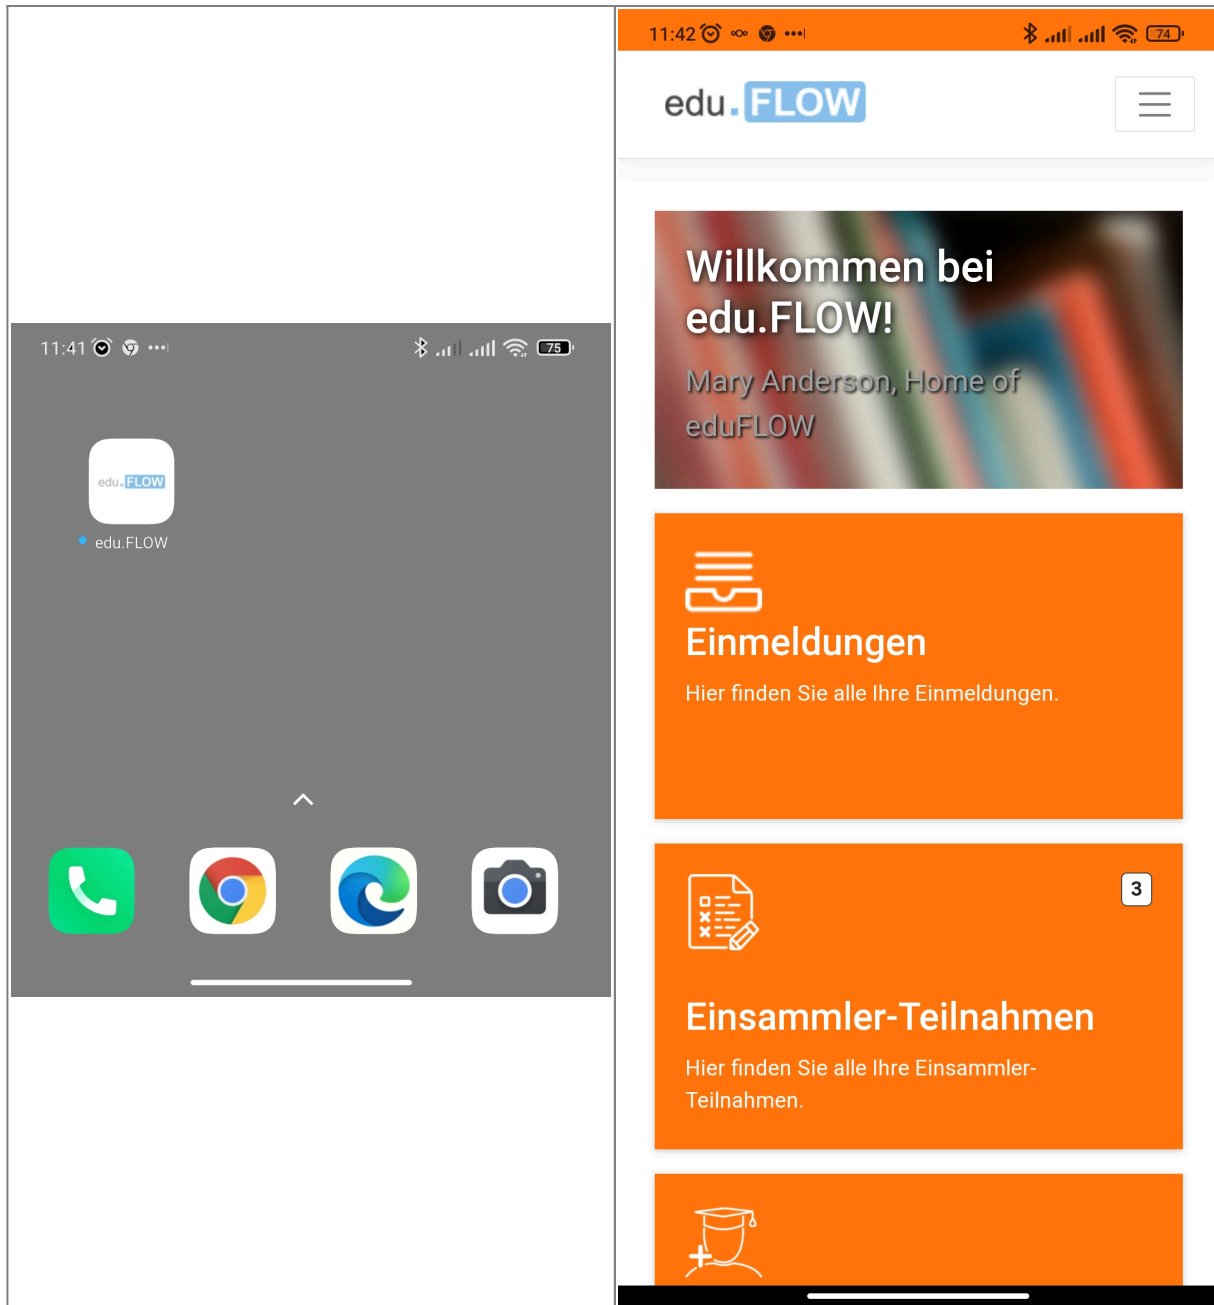 11:41
75
edu.FLOW
edu.FLOW
11:42
74
edu.FLOW
Willkommen bei
edu.FLOW!
Mary Anderson, Home of
eduFLOW
Einmeldungen
Hier finden Sie alle Ihre Einmeldungen.
3
Einsammler-Teilnahmen
Hier finden Sie alle Ihre Einsammler-
Teilnahmen.